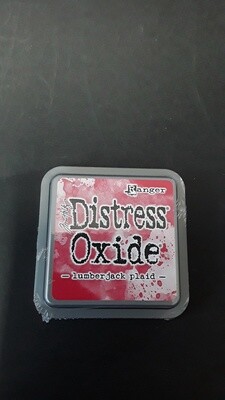 Ranger
Distress
Oxide
- lumberjack plaid -